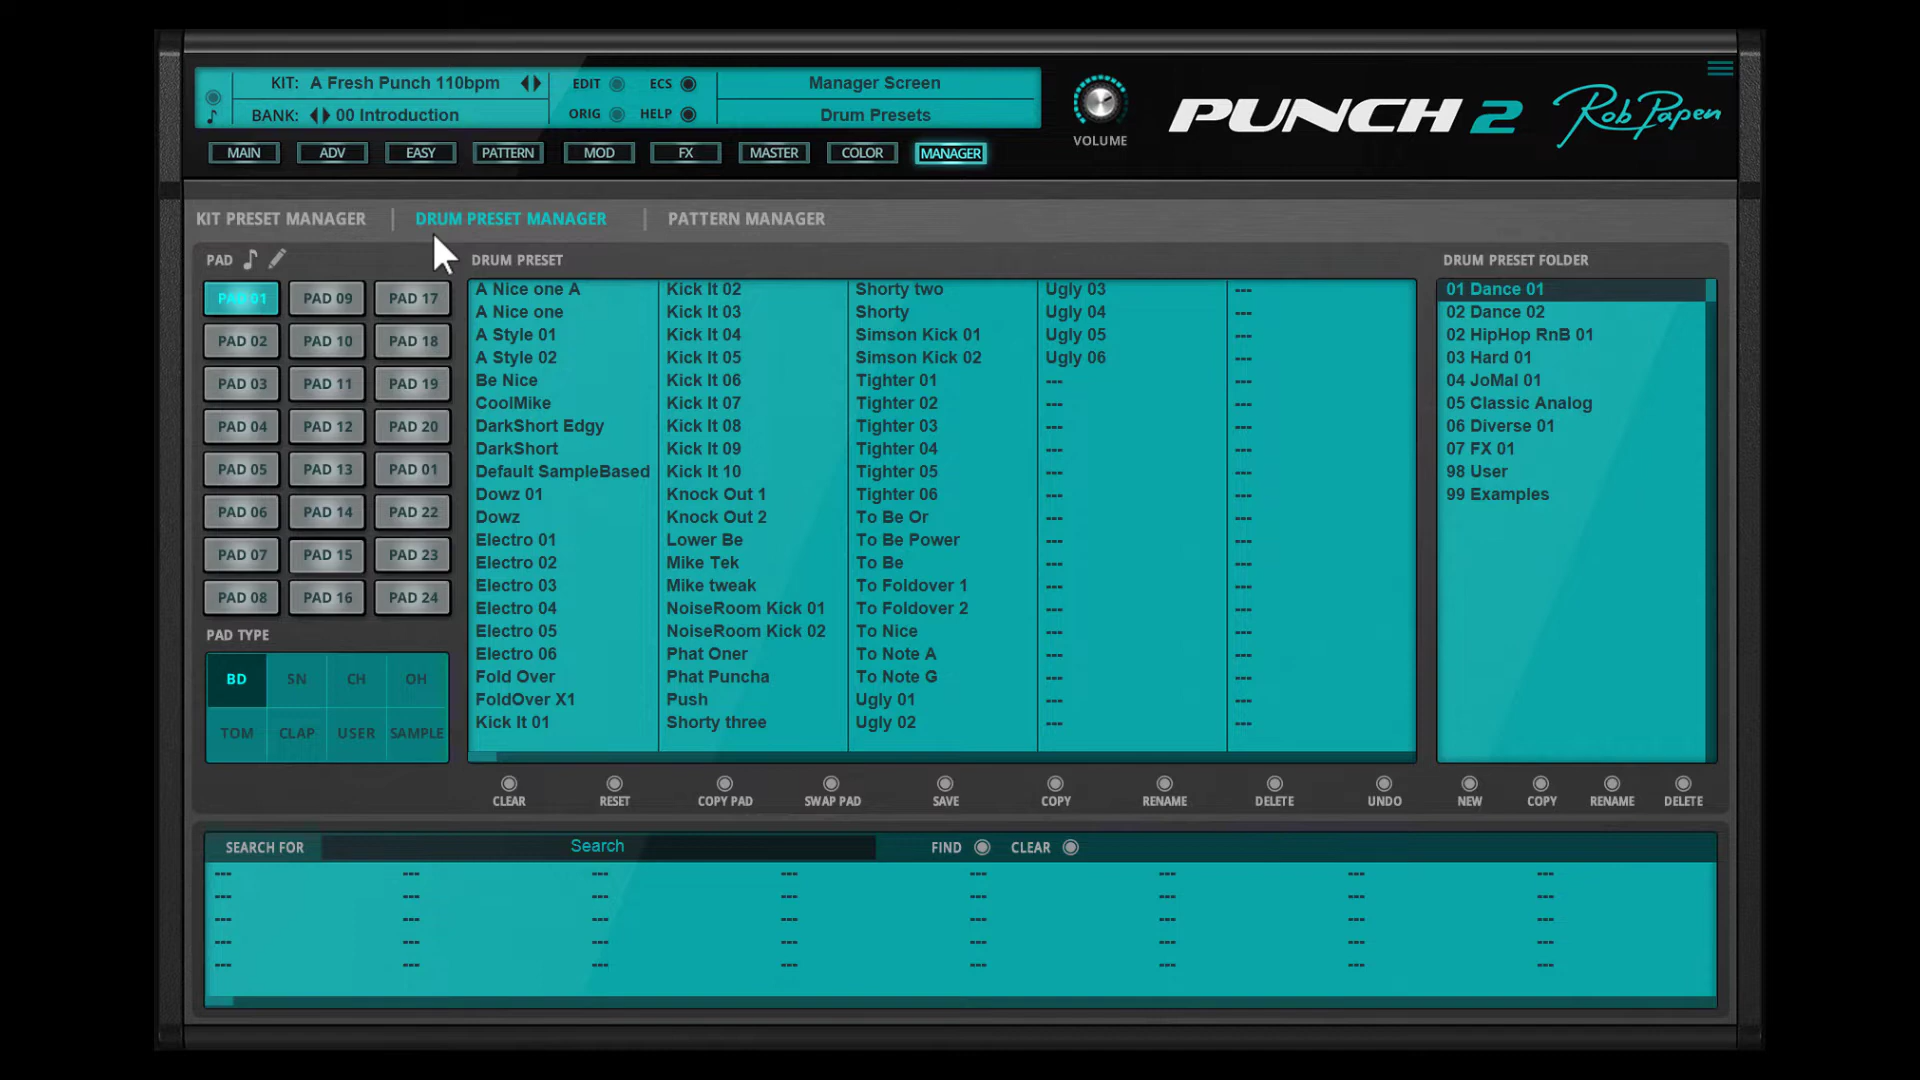 KIT: A Fresh Punch 110bpm
BANK: 00 Introduction
EDIT ECS
ORIG HELP
Manager Screen
Drum Presets
VOLUME
PUNCH 2
Rob Papen
MAIN ADV EASY PATTERN MOD FX MASTER COLOR MANAGER
KIT PRESET MANAGER | DRUM PRESET MANAGER | PATTERN MANAGER
PAD
PAD 01 PAD 09 PAD 17
PAD 02 PAD 10 PAD 18
PAD 03 PAD 11 PAD 19
PAD 04 PAD 12 PAD 20
PAD 05 PAD 13 PAD 01
PAD 06 PAD 14 PAD 22
PAD 07 PAD 15 PAD 23
PAD 08 PAD 16 PAD 24
PAD TYPE
BD SN CH OH
TOM CLAP USER SAMPLE
DRUM PRESET
A Nice one A Kick It 02 Shorty two Ugly 03 ---
A Nice one Kick It 03 Shorty Ugly 04 ---
A Style 01 Kick It 04 Simson Kick 01 Ugly 05 ---
A Style 02 Kick It 05 Simson Kick 02 Ugly 06 ---
Be Nice Kick It 06 Tighter 01 --- ---
CoolMike Kick It 07 Tighter 02 --- ---
DarkShort Edgy Kick It 08 Tighter 03 --- ---
DarkShort Kick It 09 Tighter 04 --- ---
Default SampleBased Kick It 10 Tighter 05 --- ---
Dowz 01 Knock Out 1 Tighter 06 --- ---
Dowz Knock Out 2 To Be Or --- ---
Electro 01 Lower Be To Be Power --- ---
Electro 02 Mike Tek To Be --- ---
Electro 03 Mike tweak To Foldover 1 --- ---
Electro 04 NoiseRoom Kick 01 To Foldover 2 --- ---
Electro 05 NoiseRoom Kick 02 To Nice --- ---
Electro 06 Phat Oner To Note A --- ---
Fold Over Phat Puncha To Note G --- ---
FoldOver X1 Push Ugly 01 --- ---
Kick It 01 Shorty three Ugly 02 --- ---
DRUM PRESET FOLDER
01 Dance 01
02 Dance 02
02 HipHop RnB 01
03 Hard 01
04 JoMal 01
05 Classic Analog
06 Diverse 01
07 FX 01
98 User
99 Examples
CLEAR RESET COPY PAD SWAP PAD SAVE COPY RENAME DELETE UNDO NEW COPY RENAME DELETE
SEARCH FOR Search FIND CLEAR
--- --- --- --- --- --- --- ---
--- --- --- --- --- --- --- ---
--- --- --- --- --- --- --- ---
--- --- --- --- --- --- --- ---
--- --- --- --- --- --- --- ---